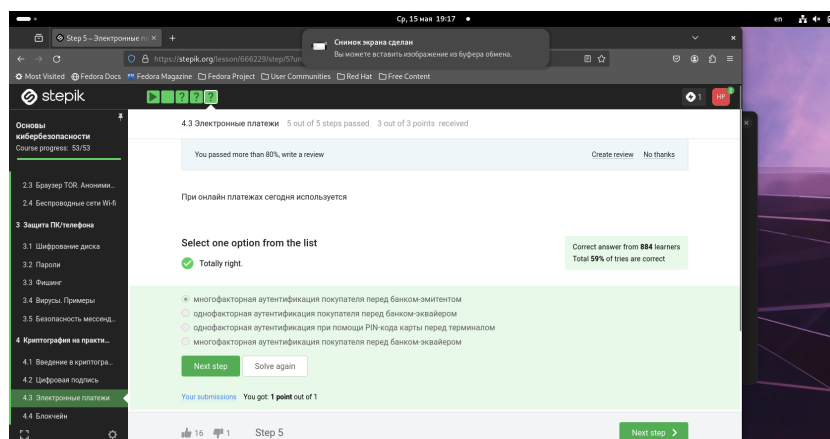 Ср, 15 мая 19:17
en
Step 5 – Электронные пл
Снимок экрана сделан
Вы можете вставить изображение из буфера обмена.
https://stepik.org/lesson/666229/step/5?un
Most Visited Fedora Docs Fedora Magazine Fedora Project User Communities Red Hat Free Content
stepik
? ? ?
1 HP 2
Основы кибербезопасности
Course progress: 53/53
4.3 Электронные платежи 5 out of 5 steps passed 3 out of 3 points received
You passed more than 80%, write a review Create review No thanks
2.3 Браузер TOR. Аноними...
2.4 Беспроводные сети Wi-fi
3 Защита ПК/телефона
3.1 Шифрование диска
3.2 Пароли
3.3 Фишинг
3.4 Вирусы. Примеры
3.5 Безопасность мессенд...
4 Криптография на практи...
4.1 Введение в криптогра...
4.2 Цифровая подпись
4.3 Электронные платежи
4.4 Блокчейн
При онлайн платежах сегодня используется
Select one option from the list
Totally right.
Correct answer from 884 learners
Total 59% of tries are correct
многофакторная аутентификация покупателя перед банком-эмитентом
однофакторная аутентификация покупателя перед банком-эквайером
однофакторная аутентификация при помощи PIN-кода карты перед терминалом
многофакторная аутентификация покупателя перед банком-эквайером
Next step Solve again
Your submissions You got: 1 point out of 1
16 1 Step 5 Next step